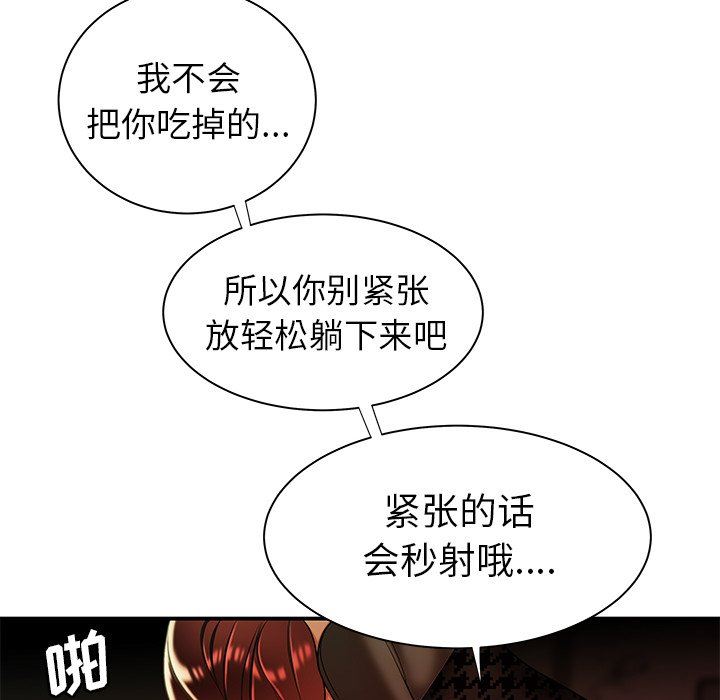 我不会
把你吃掉的...
所以你别紧张
放轻松躺下来吧
紧张的话
会秒射哦....
啪